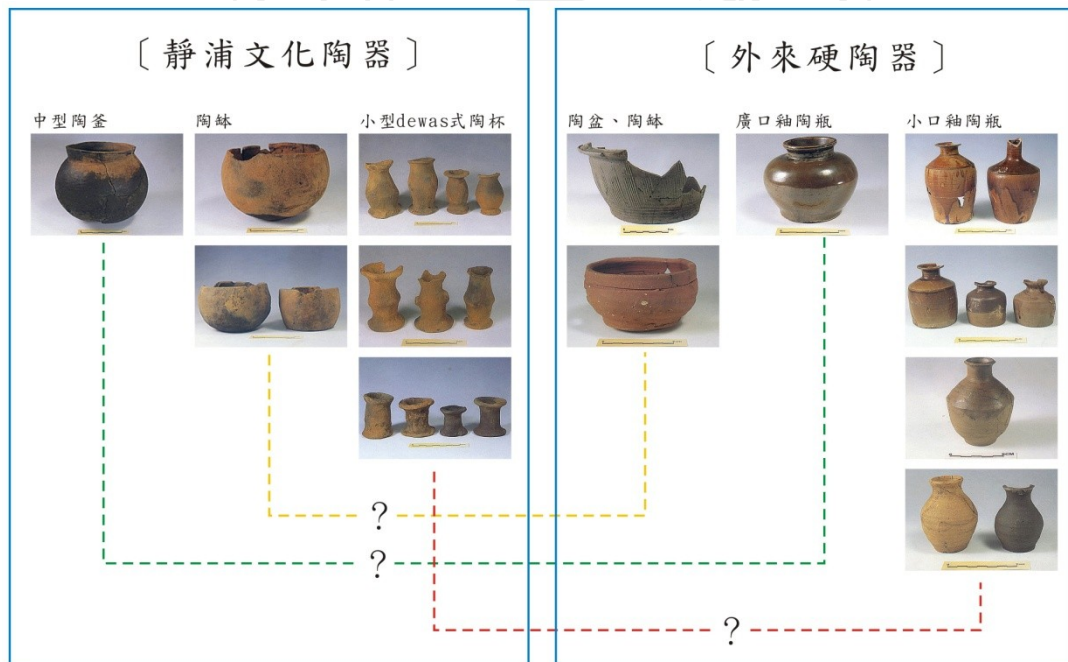 〔靜浦文化陶器〕
〔外來硬陶器〕
中型陶釜
陶缽
小型dewas式陶杯
陶盆、陶缽
廣口釉陶瓶
小口釉陶瓶
?
?
?